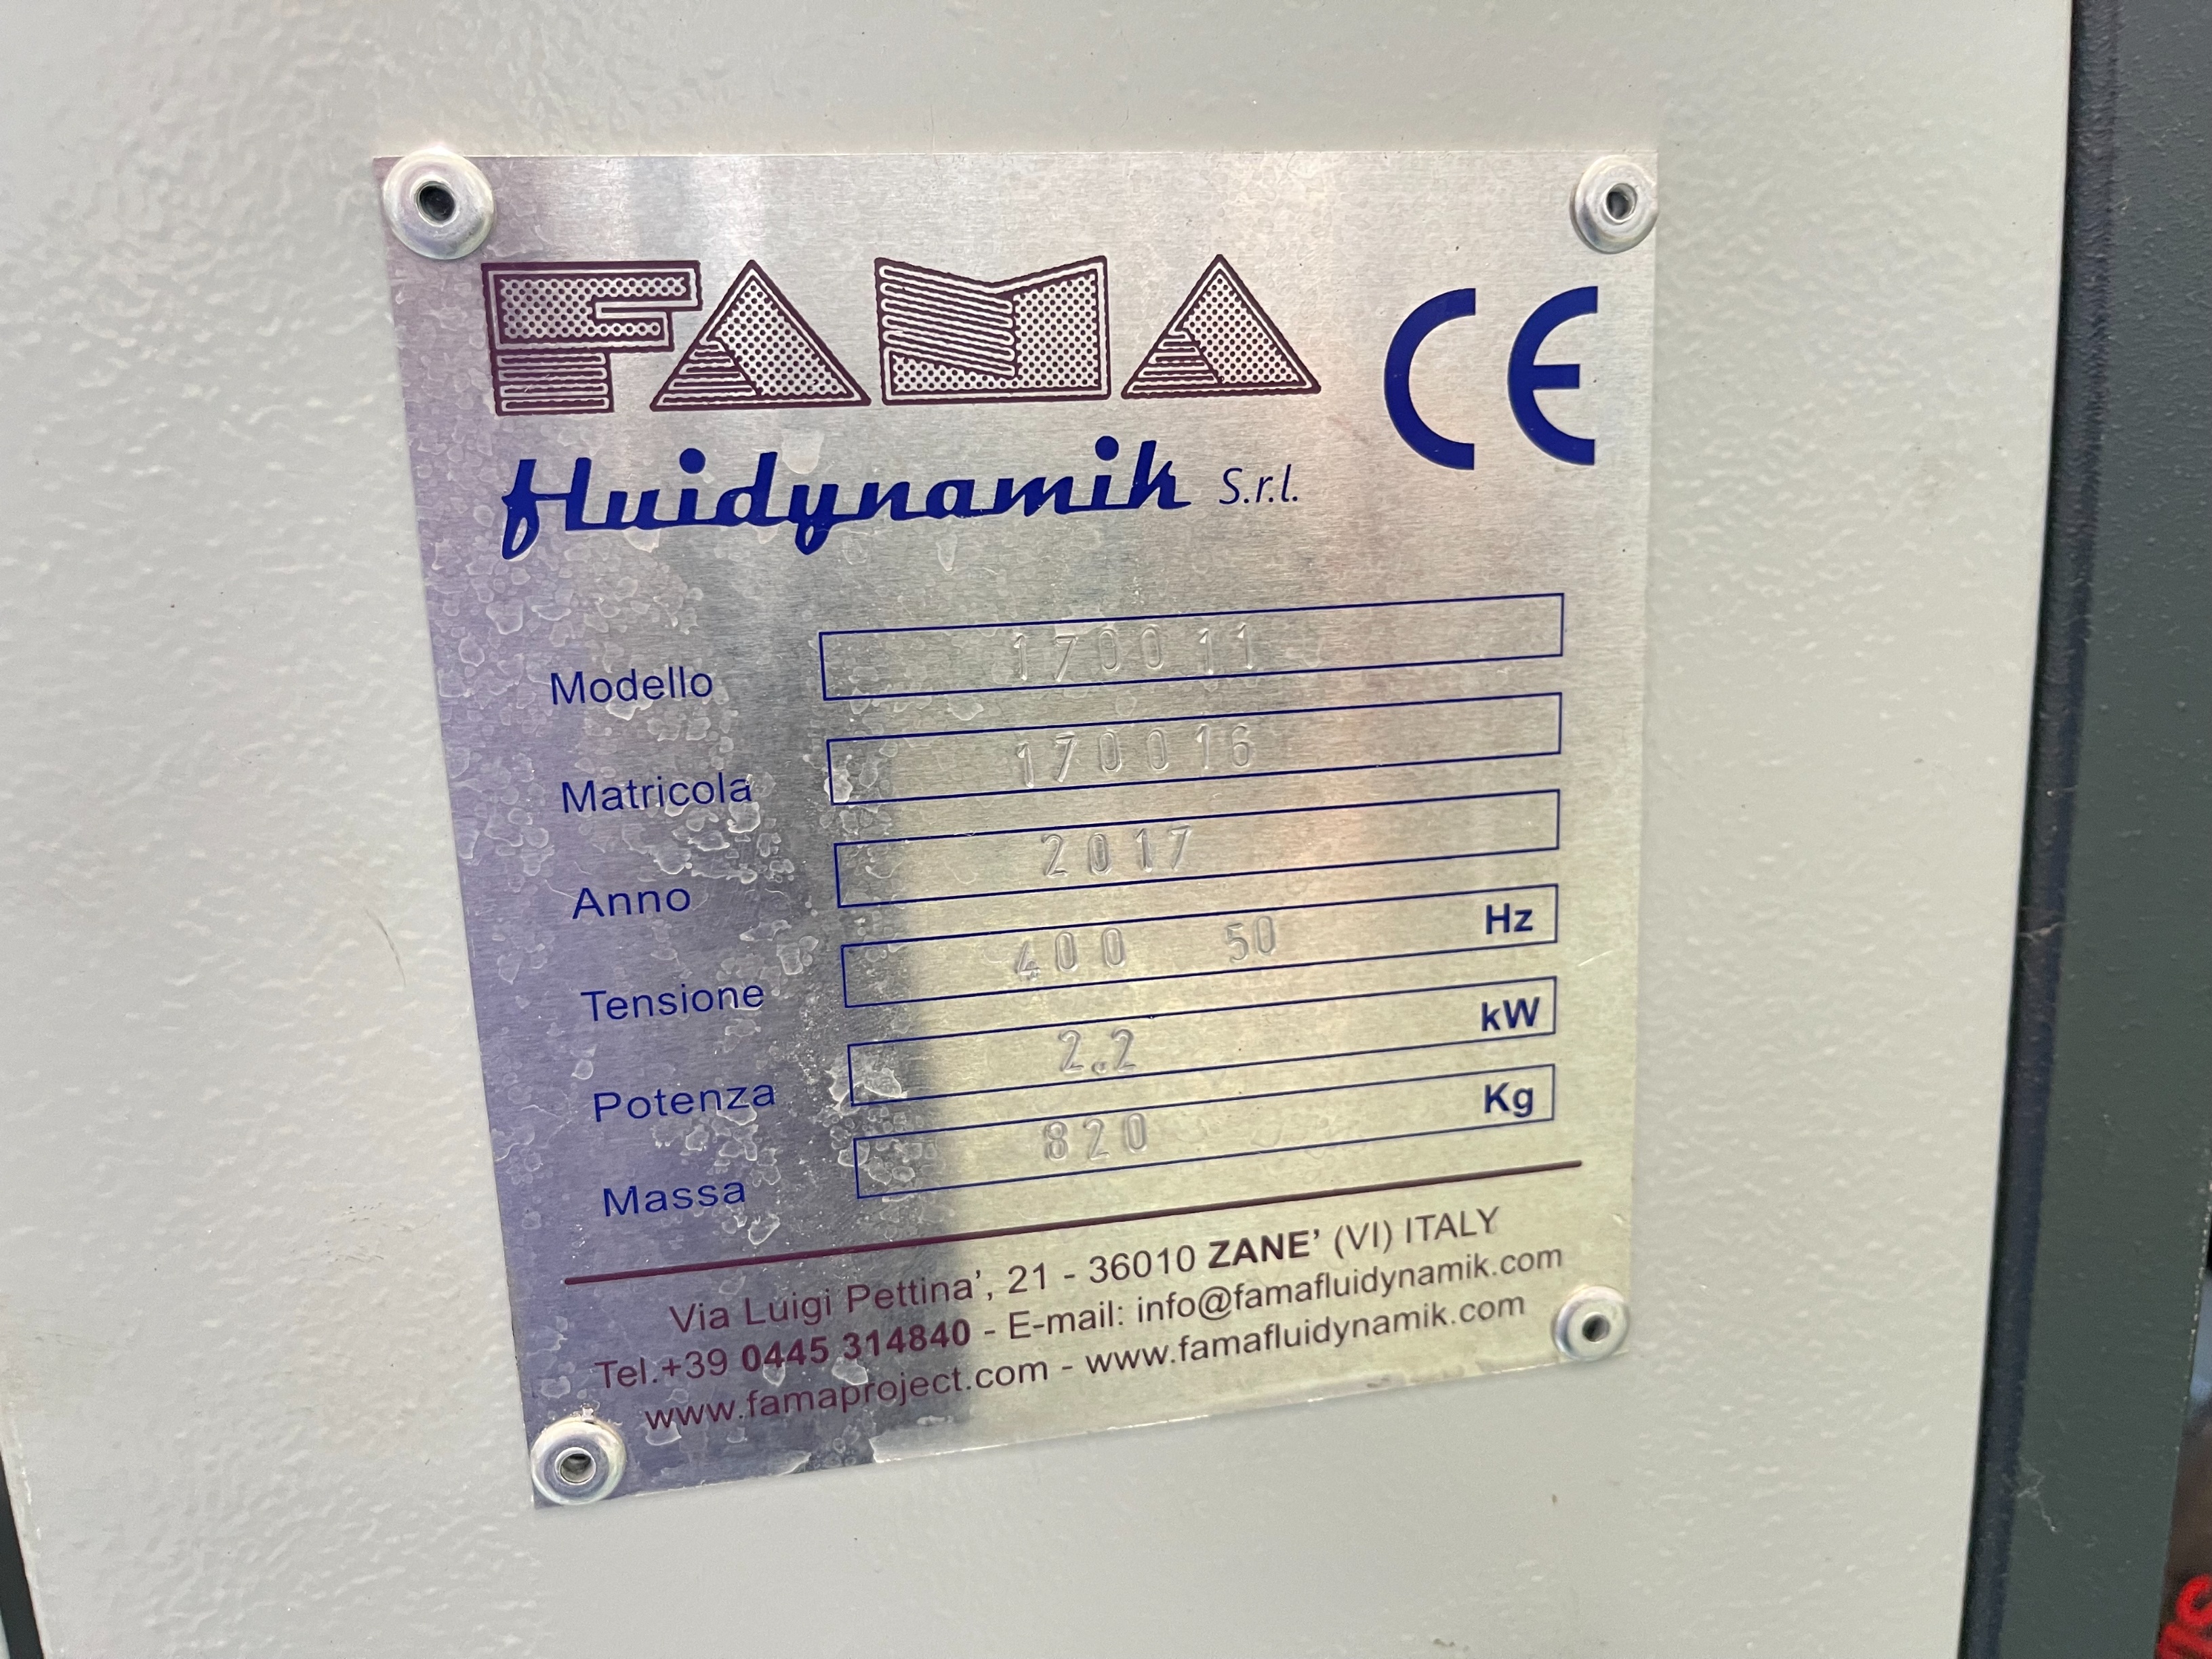 FAMA CE
fluidynamik S.r.l.
Modello 170011
Matricola 170016
Anno 2017
Tensione 400 50 Hz
Potenza 2.2 kW
Massa 820 Kg
Via Luigi Pettina', 21 - 36010 ZANE' (VI) ITALY
Tel.+39 0445 314840 - E-mail: info@famafluidynamik.com
www.famaproject.com - www.famafluidynamik.com